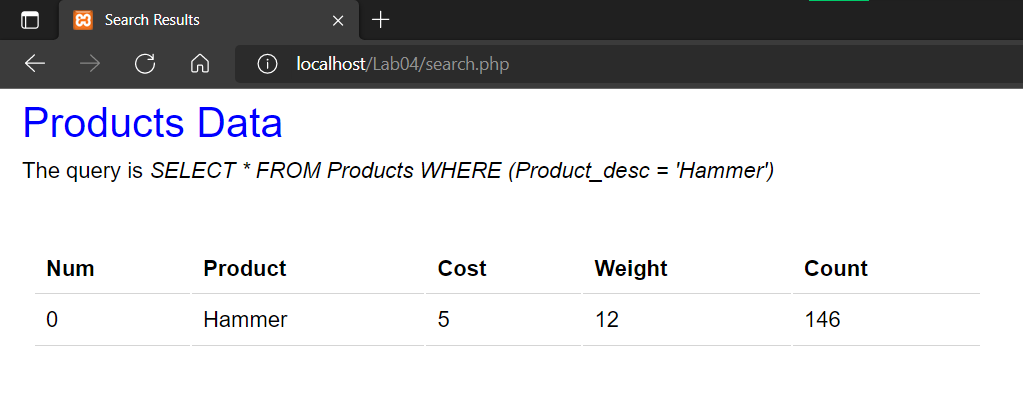 Search Results
localhost/Lab04/search.php
Products Data
The query is SELECT * FROM Products WHERE (Product_desc = 'Hammer')
Num Product Cost Weight Count
0 Hammer 5 12 146